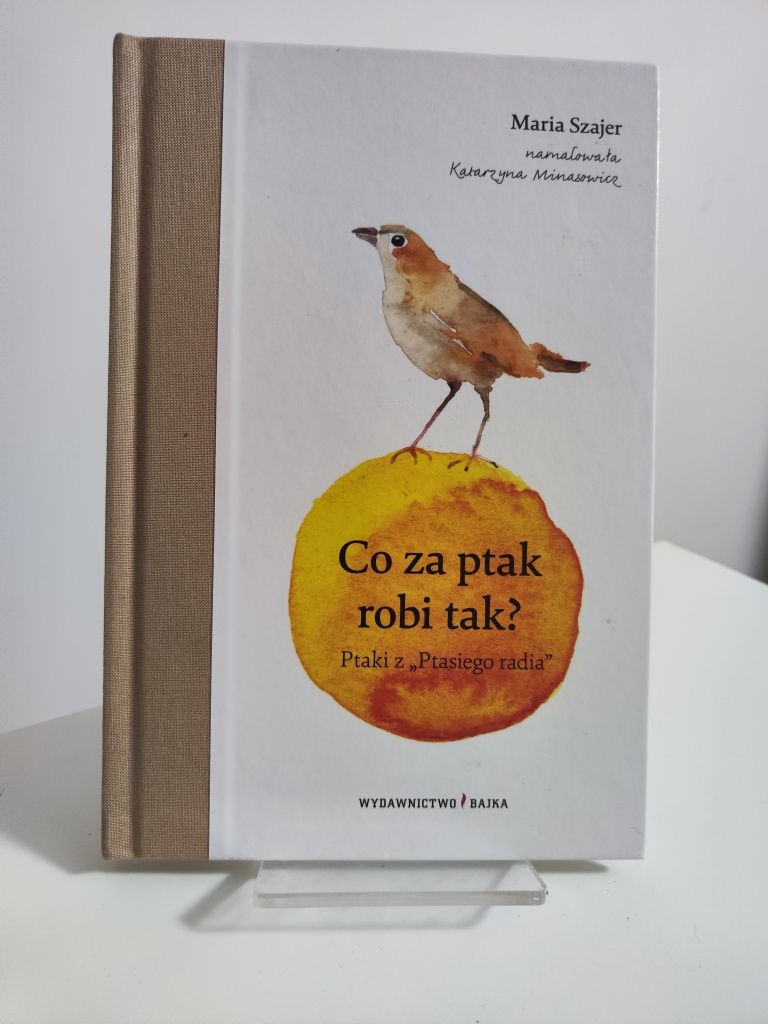 Maria Szajer
namalowała
Katarzyna Minasowicz
Co za ptak
robi tak?
Ptaki z „Ptasiego radia”
WYDAWNICTWO BAJKA